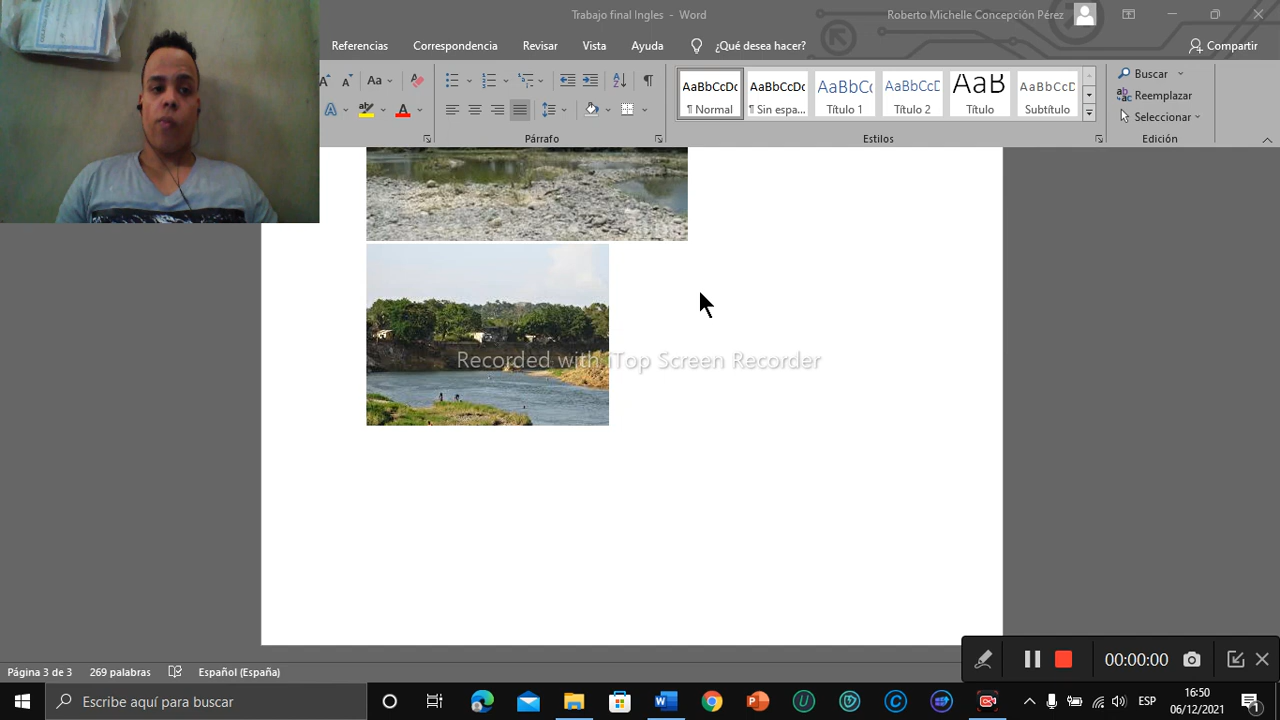 Trabajo final Ingles - Word
Roberto Michelle Concepción Pérez
Referencias Correspondencia Revisar Vista Ayuda ¿Qué desea hacer? Compartir
Aa
AaBbCcDc AaBbCcDc AaBbC AaBbCcD AaB AaBbCcD
¶ Normal ¶ Sin espa... Título 1 Título 2 Título Subtítulo
Buscar
Reemplazar
Seleccionar
Párrafo Estilos Edición
Recorded with iTop Screen Recorder
00:00:00
Página 3 de 3 269 palabras Español (España)
Escribe aquí para buscar
ESP
16:50
06/12/2021